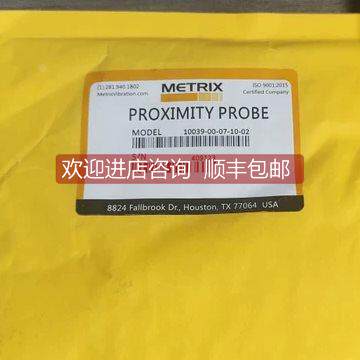 (1).281.940.1802
MetrixVibration.com
METRIX
ISO 9001:2015
Certified Company
PROXIMITY PROBE
MODEL 10039-00-07-10-02
S/N
欢迎进店咨询 顺丰包邮
8824 Fallbrook Dr., Houston, TX 77064 USA